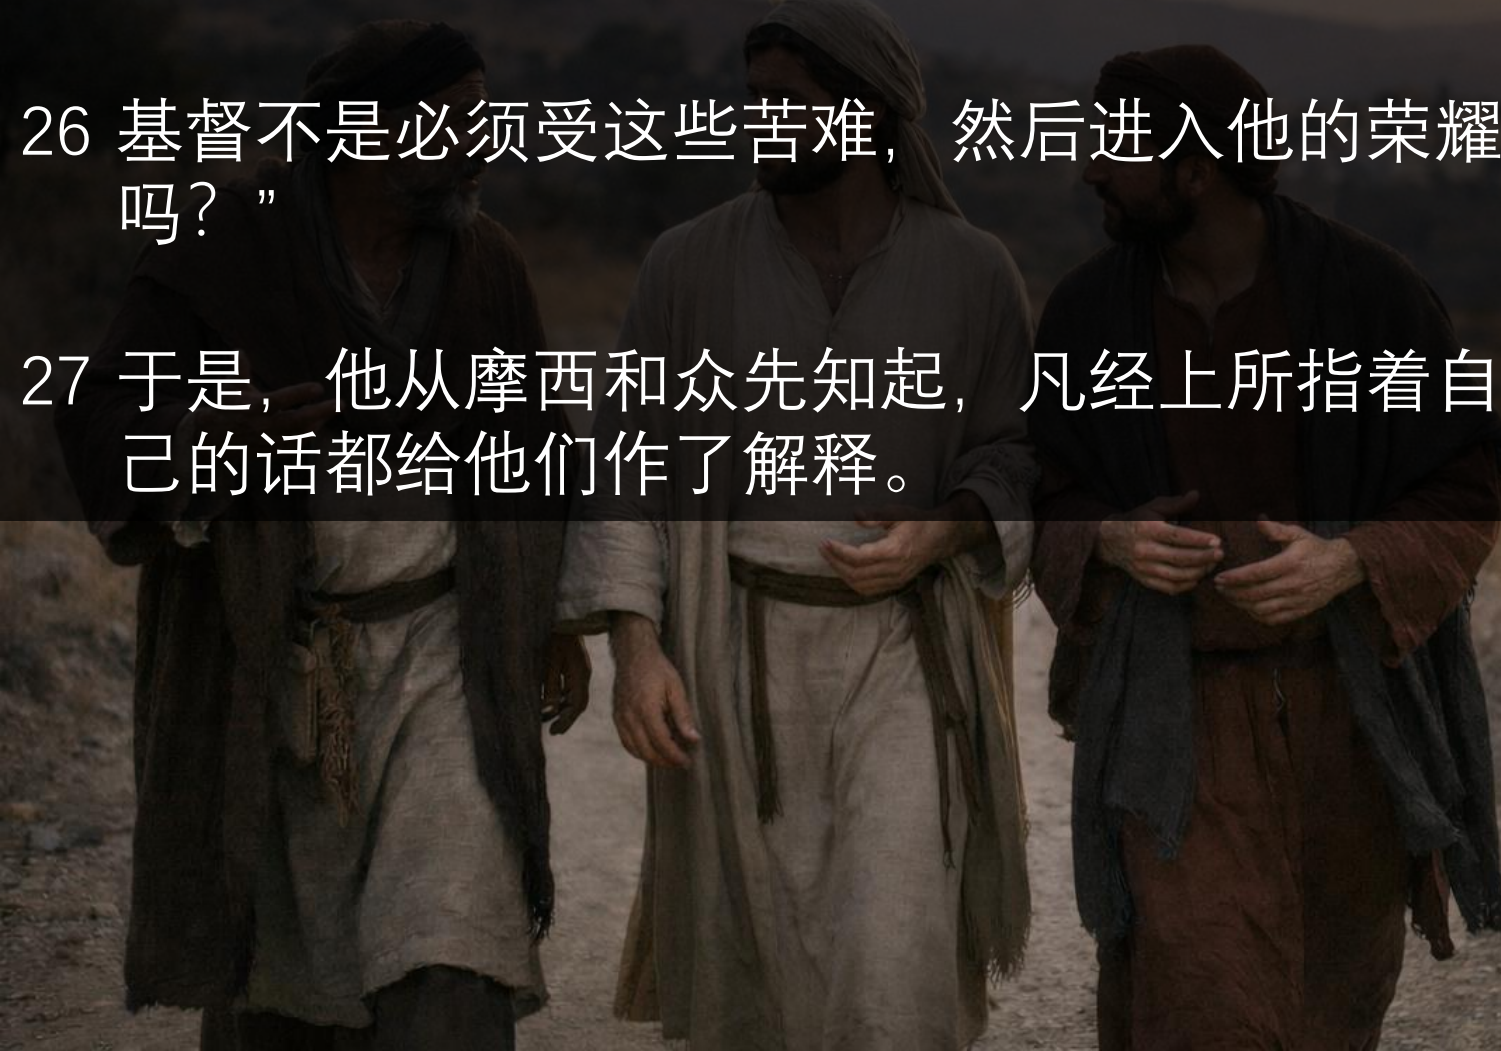 26 基督不是必须受这些苦难，然后进入他的荣耀
吗？”
27 于是，他从摩西和众先知起，凡经上所指着自
己的话都给他们作了解释。